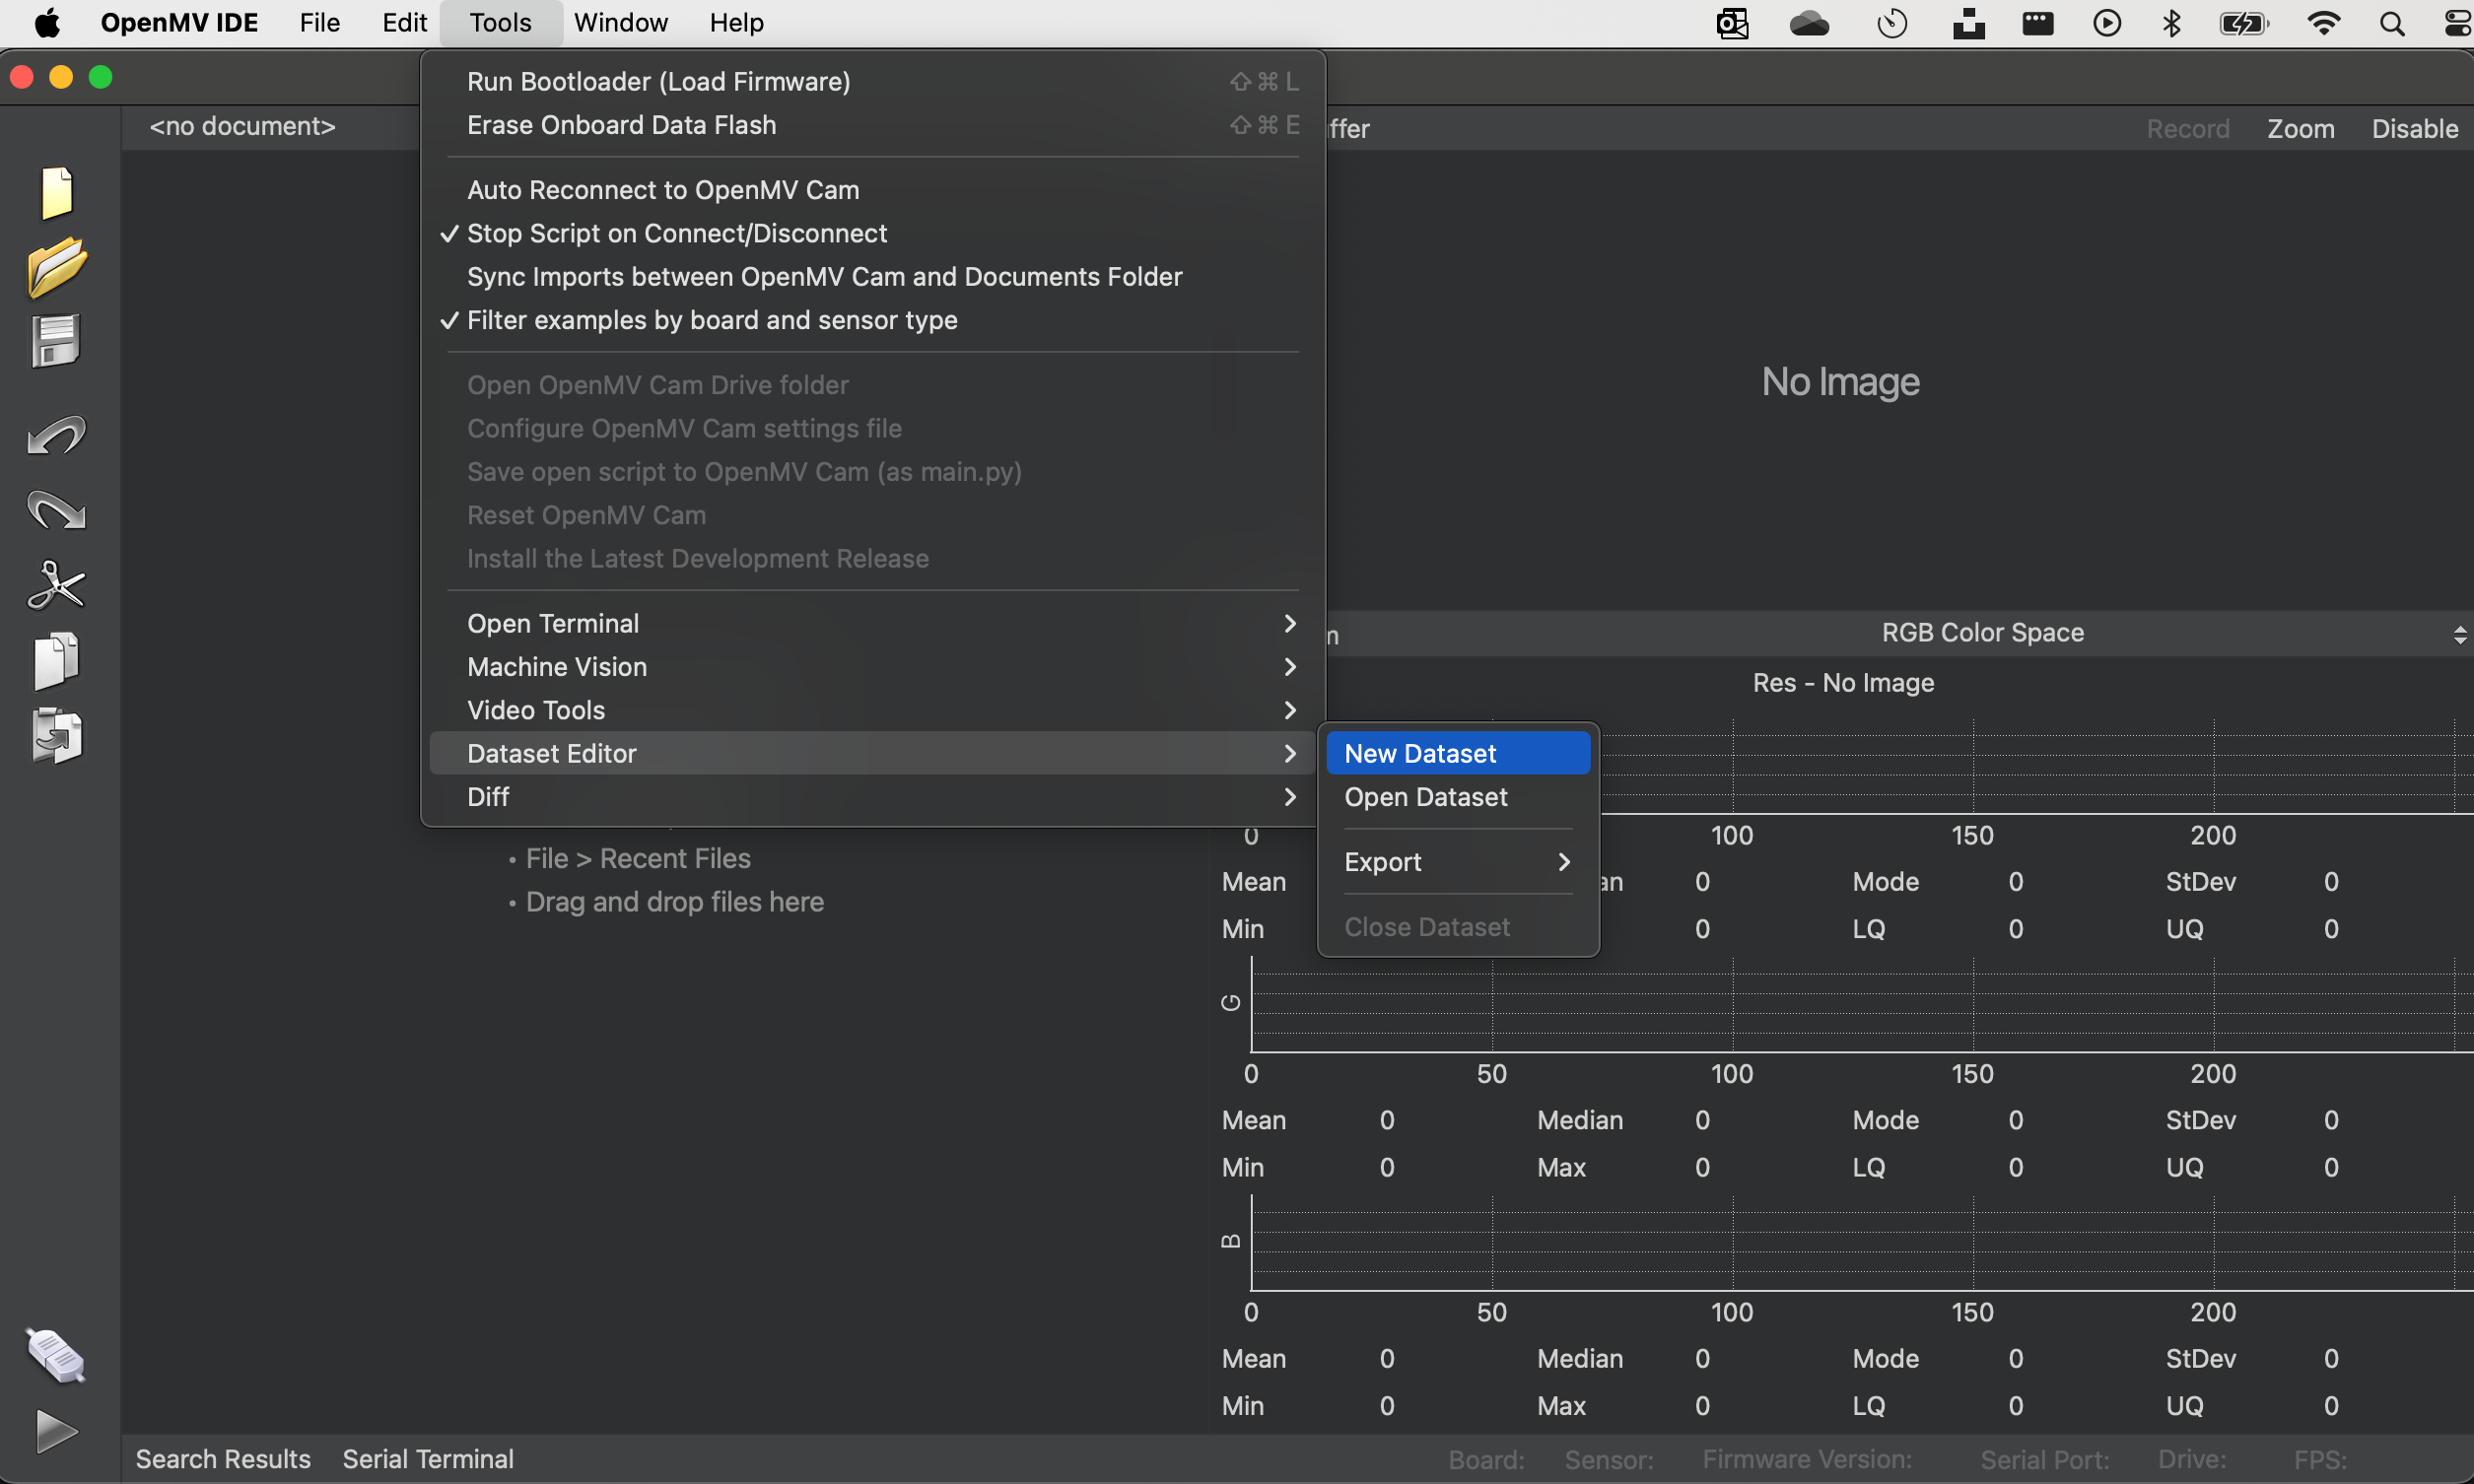 OpenMV IDE File Edit Tools Window Help
Run Bootloader (Load Firmware) ⇧⌘L
Erase Onboard Data Flash ⇧⌘E
Auto Reconnect to OpenMV Cam
✓ Stop Script on Connect/Disconnect
Sync Imports between OpenMV Cam and Documents Folder
✓ Filter examples by board and sensor type
Open OpenMV Cam Drive folder
Configure OpenMV Cam settings file
Save open script to OpenMV Cam (as main.py)
Reset OpenMV Cam
Install the Latest Development Release
Open Terminal
Machine Vision
Video Tools
Dataset Editor
Diff
New Dataset
Open Dataset
Export
Close Dataset
<no document>
• File > Recent Files
• Drag and drop files here
ffer Record Zoom Disable
No Image
RGB Color Space
Res - No Image
0 100 150 200
Mean an 0 Mode 0 StDev 0
Min 0 LQ 0 UQ 0
G
0 50 100 150 200
Mean 0 Median 0 Mode 0 StDev 0
Min 0 Max 0 LQ 0 UQ 0
B
0 50 100 150 200
Mean 0 Median 0 Mode 0 StDev 0
Min 0 Max 0 LQ 0 UQ 0
Search Results Serial Terminal Board: Sensor: Firmware Version: Serial Port: Drive: FPS: